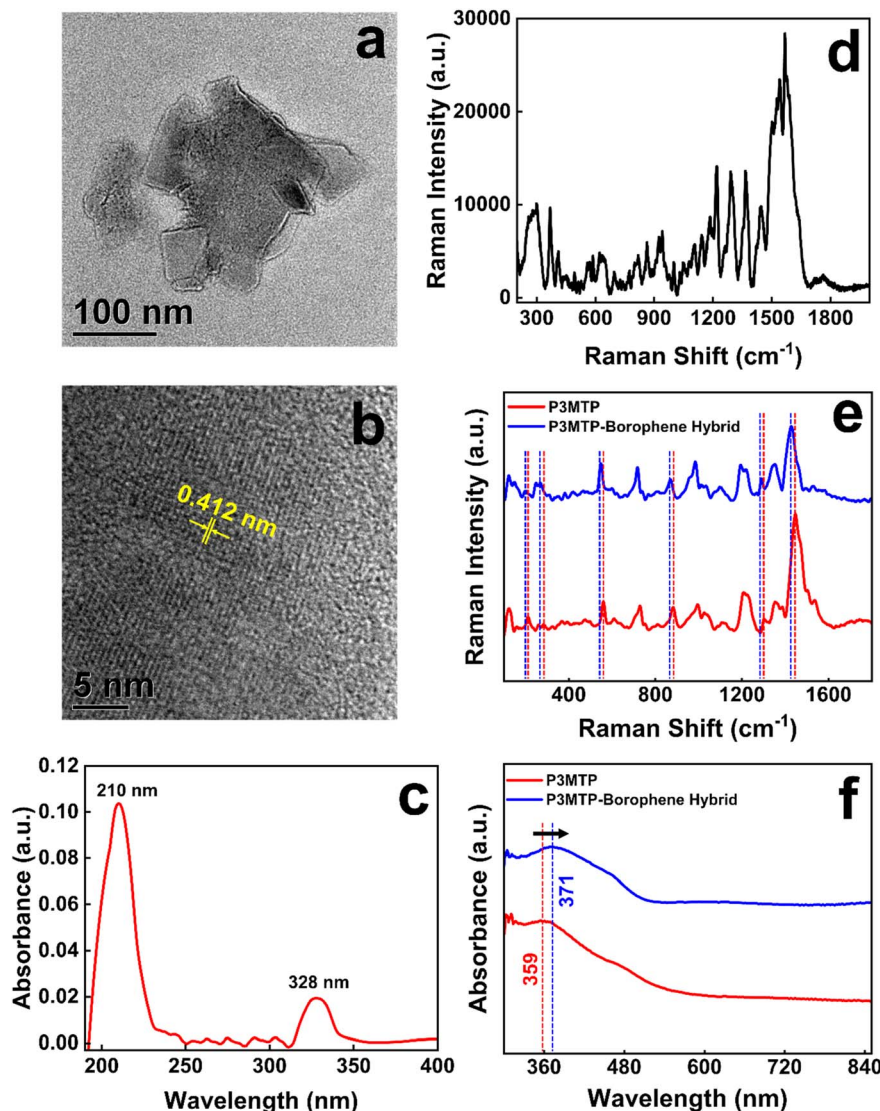 a
100 nm
b
0.412 nm
5 nm
c
Absorbance (a.u.)
0.12
0.10
0.08
0.06
0.04
0.02
0.00
210 nm
328 nm
200 250 300 350 400
Wavelength (nm)
d
Raman Intensity (a.u.)
30000
20000
10000
0
300 600 900 1200 1500 1800
Raman Shift (cm⁻¹)
e
P3MTP
P3MTP-Borophene Hybrid
Raman Intensity (a.u.)
400 800 1200 1600
Raman Shift (cm⁻¹)
f
P3MTP
P3MTP-Borophene Hybrid
Absorbance (a.u.)
359
371
360 480 600 720 840
Wavelength (nm)